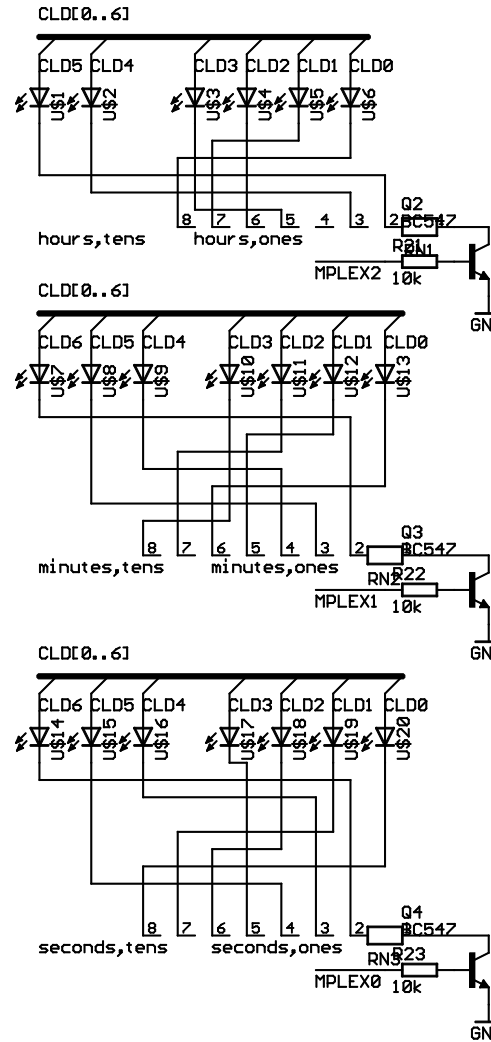 CLD[0..6]
CLD5 CLD4 CLD3 CLD2 CLD1 CLD0
U$1 U$2 U$3 U$4 U$5 U$6
8 7 6 5 4 3 2
Q2
BC547
hours,tens hours,ones
R21
RN1
MPLEX2 10k
GN
CLD[0..6]
CLD6 CLD5 CLD4 CLD3 CLD2 CLD1 CLD0
U$7 U$8 U$9 U$10 U$11 U$12 U$13
8 7 6 5 4 3 2
Q3
BC547
minutes,tens minutes,ones
RN2 R22
MPLEX1 10k
GN
CLD[0..6]
CLD6 CLD5 CLD4 CLD3 CLD2 CLD1 CLD0
U$14 U$15 U$16 U$17 U$18 U$19 U$20
8 7 6 5 4 3 2
Q4
BC547
seconds,tens seconds,ones
RN3 R23
MPLEX0 10k
GN